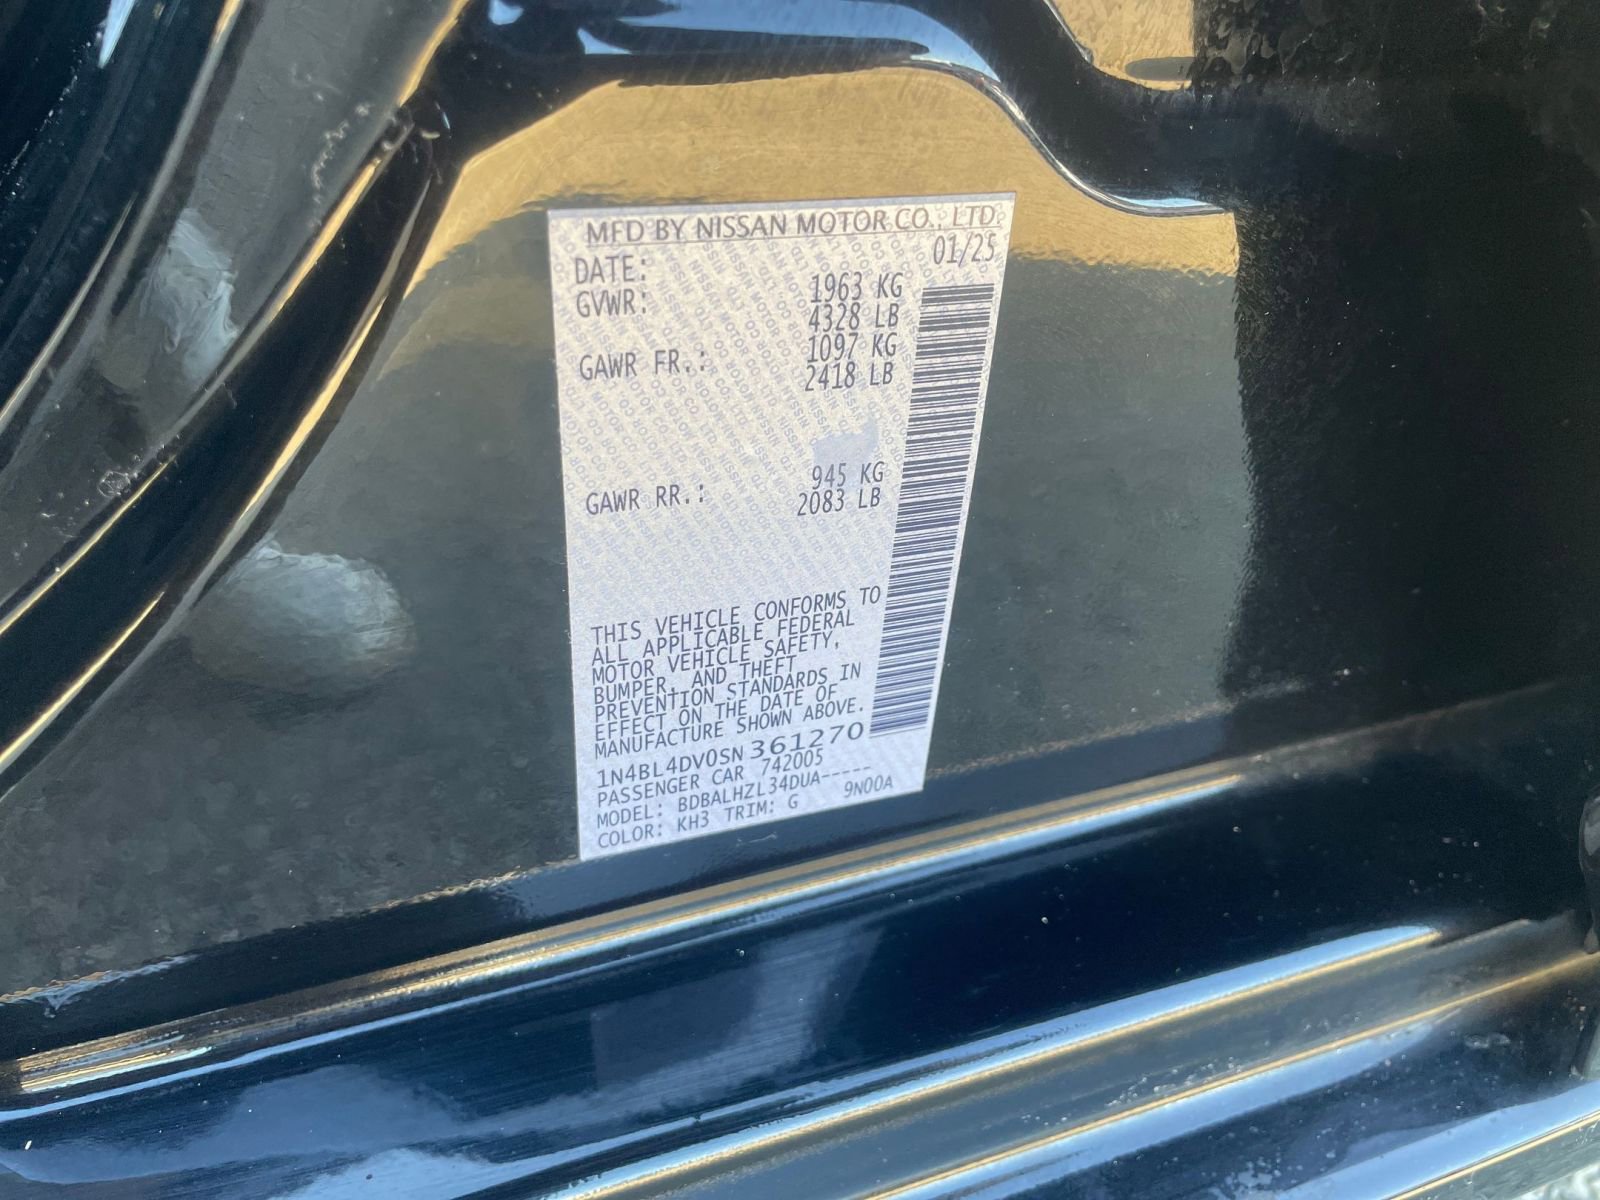 MFD BY NISSAN MOTOR CO., LTD.
DATE: 01/25
GVWR: 1963 KG
4328 LB
GAWR FR.: 1097 KG
2418 LB
GAWR RR.: 945 KG
2083 LB
THIS VEHICLE CONFORMS TO
ALL APPLICABLE FEDERAL
MOTOR VEHICLE SAFETY,
BUMPER, AND THEFT
PREVENTION STANDARDS IN
EFFECT ON THE DATE OF
MANUFACTURE SHOWN ABOVE.
1N4BL4DV0SN361270
PASSENGER CAR 742005
MODEL: BDBALHZL34DUA-----
COLOR: KH3 TRIM: G 9N00A